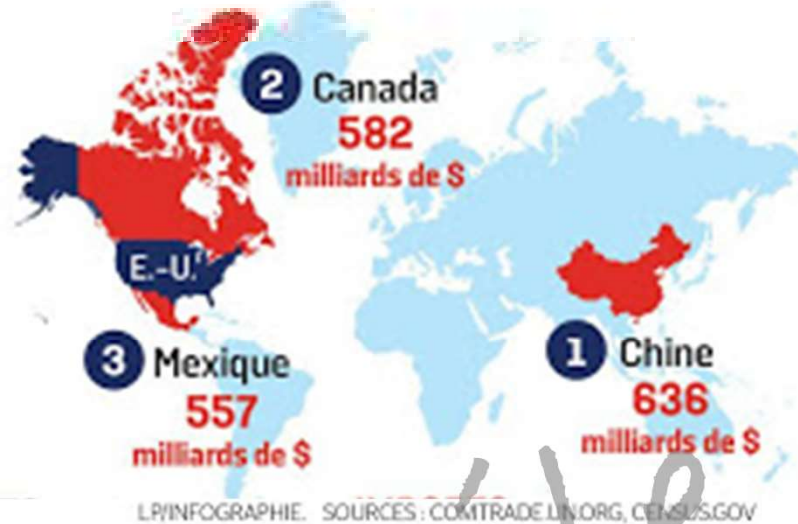 2 Canada
582
milliards de $
E.-U.
3 Mexique
557
milliards de $
1 Chine
636
milliards de $
LP/INFOGRAPHIE. SOURCES : COMTRADE.UN.ORG, CENSUS.GOV